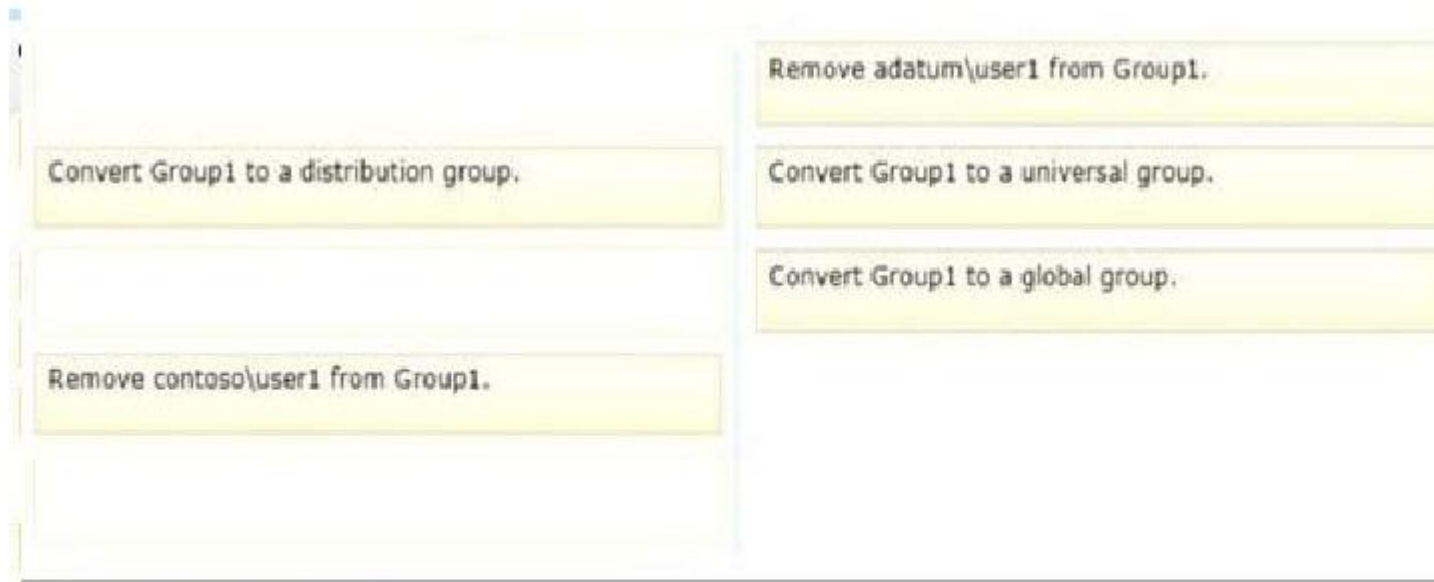 Convert Group1 to a distribution group.
Remove contoso\user1 from Group1.
Remove adatum\user1 from Group1.
Convert Group1 to a universal group.
Convert Group1 to a global group.